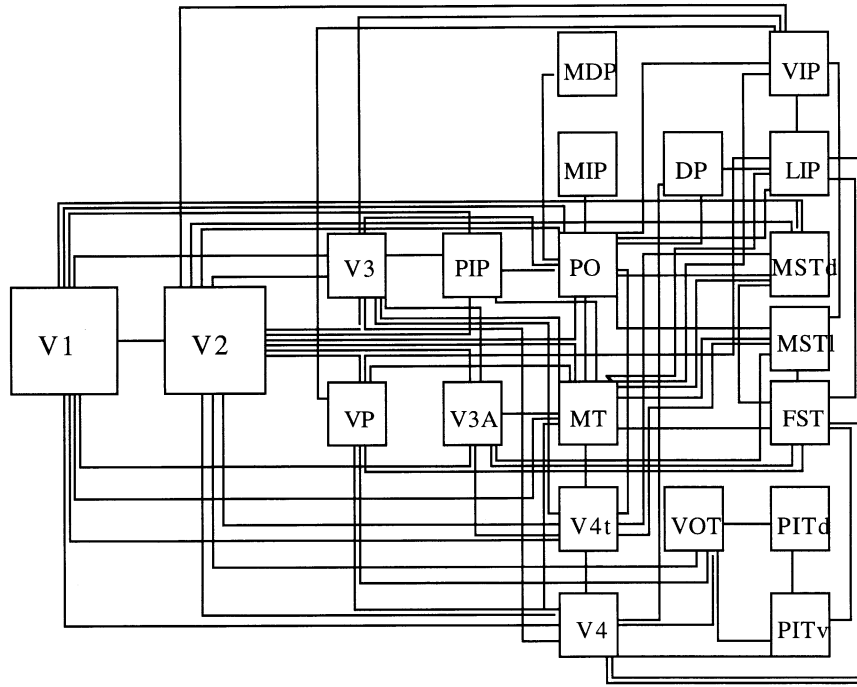 MDP
VIP
MIP
DP
LIP
V3
PIP
PO
MSTd
V1
V2
MSTl
VP
V3A
MT
FST
V4t
VOT
PITd
V4
PITv